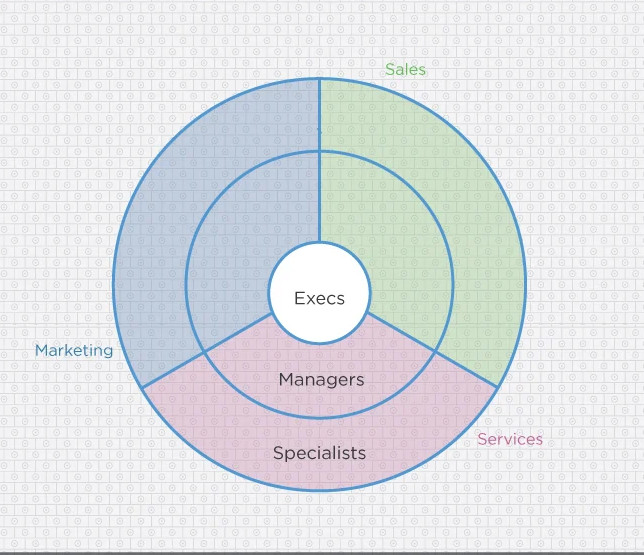 Sales
Execs
Marketing
Managers
Services
Specialists